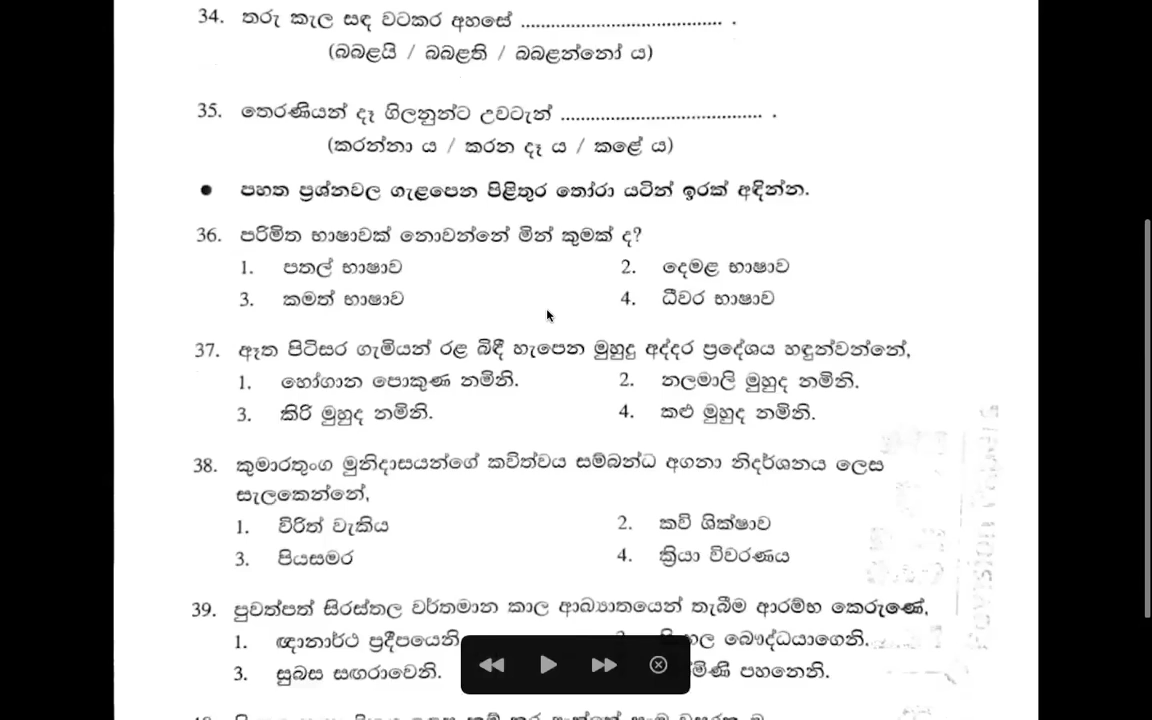 34. තරු කැල සඳ වටකර අහසේ ........................................ .
(බබළයි / බබළති / බබළන්නෝ ය)
35. තෙරණියන් දෑ ගිලනුන්ට උවටැන් ........................................ .
(කරන්නා ය / කරන දෑ ය / කළේ ය)
● පහත ප්‍රශ්නවල ගැළපෙන පිළිතුර තෝරා යටින් ඉරක් අඳින්න.
36. පරිමිත භාෂාවක් නොවන්නේ මින් කුමක් ද?
1. පතල් භාෂාව 2. දෙමළ භාෂාව
3. කමත් භාෂාව 4. ධීවර භාෂාව
37. ඈත පිටිසර ගැමියන් රළ බිඳී හැපෙන මුහුදු අද්දර ප්‍රදේශය හඳුන්වන්නේ,
1. හෝගාන පොකුණ නමිනි. 2. නලමාලි මුහුද නමිනි.
3. කිරි මුහුද නමිනි. 4. කළු මුහුද නමිනි.
38. කුමාරතුංග මුනිදාසයන්ගේ කවිත්වය සම්බන්ධ අගනා නිදර්ශනය ලෙස
සැලකෙන්නේ,
1. විරිත් වැකිය 2. කවි ශික්ෂාව
3. පියසමර 4. ක්‍රියා විවරණය
39. පුවත්පත් සිරස්තල වර්තමාන කාල ආඛ්‍යාතයෙන් තැබීම ආරම්භ කෙරුණේ,
1. ඥානාර්ථ ප්‍රදීපයෙනි බෞද්ධයාගෙනි.
3. සුබස සඟරාවෙනි. පහනෙනි.